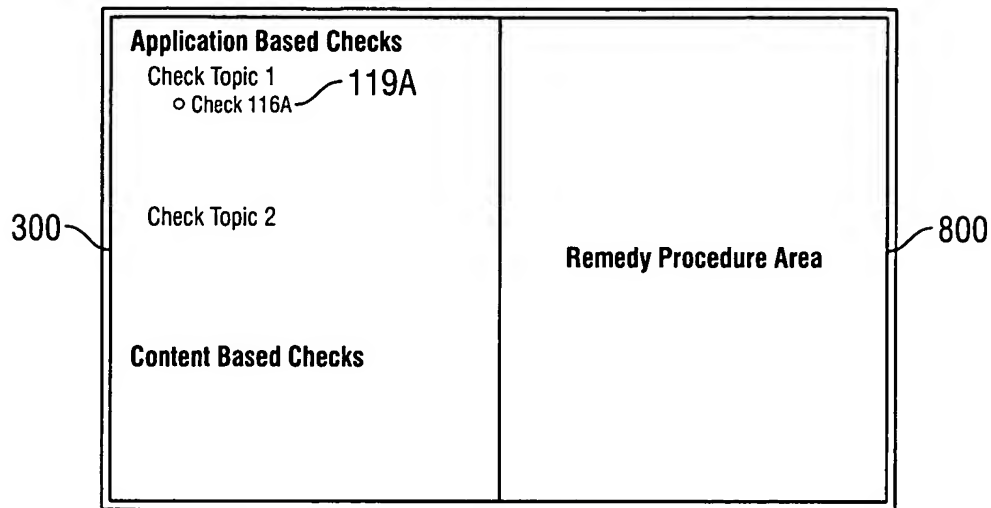 Application Based Checks
Check Topic 1
Check 116A
119A
Check Topic 2
300
800
Remedy Procedure Area
Content Based Checks